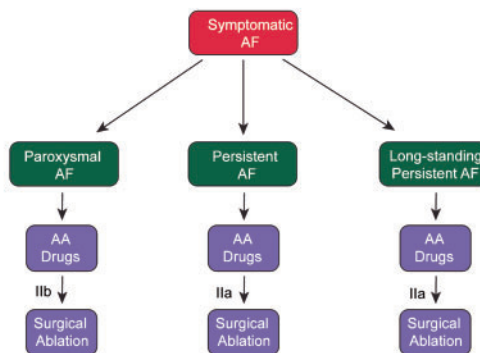 Symptomatic
AF
Paroxysmal
AF
Persistent
AF
Long-standing
Persistent AF
AA
Drugs
AA
Drugs
AA
Drugs
IIb
IIa
IIa
Surgical
Ablation
Surgical
Ablation
Surgical
Ablation